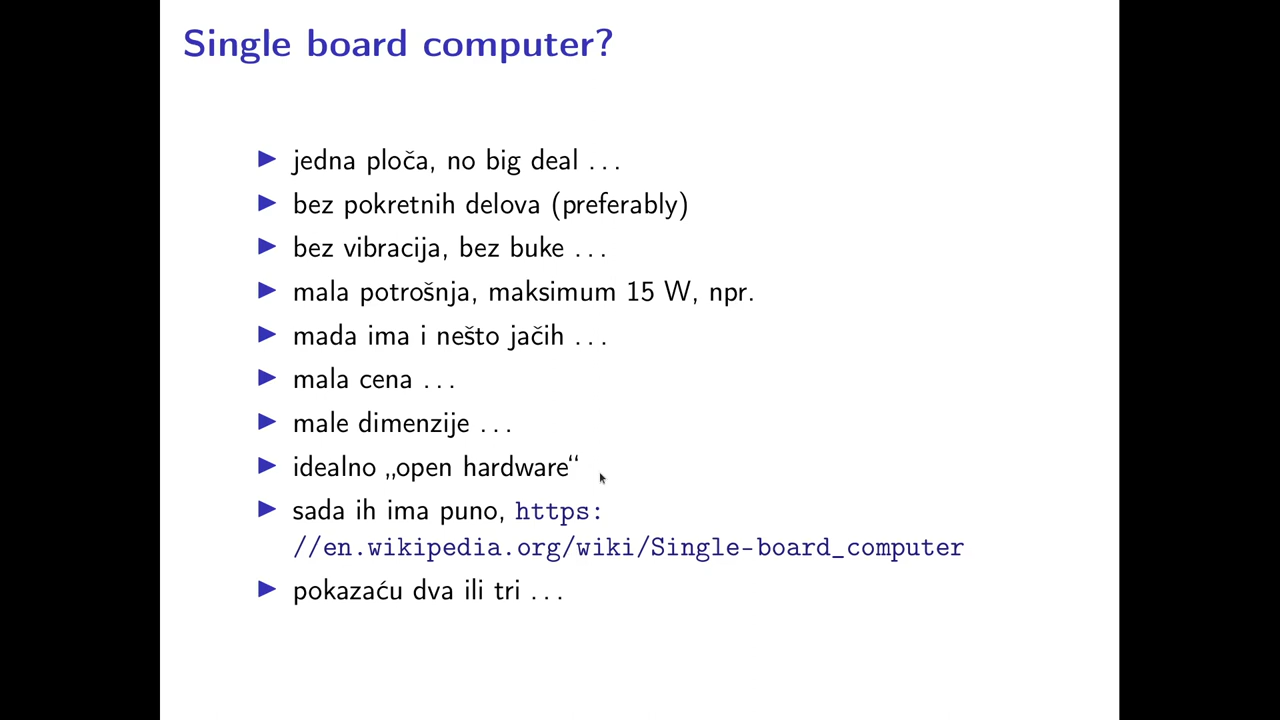 Single board computer?
▶ jedna ploča, no big deal ...
▶ bez pokretnih delova (preferably)
▶ bez vibracija, bez buke ...
▶ mala potrošnja, maksimum 15 W, npr.
▶ mada ima i nešto jačih ...
▶ mala cena ...
▶ male dimenzije ...
▶ idealno „open hardware“
▶ sada ih ima puno, https:
//en.wikipedia.org/wiki/Single-board_computer
▶ pokazaću dva ili tri ...